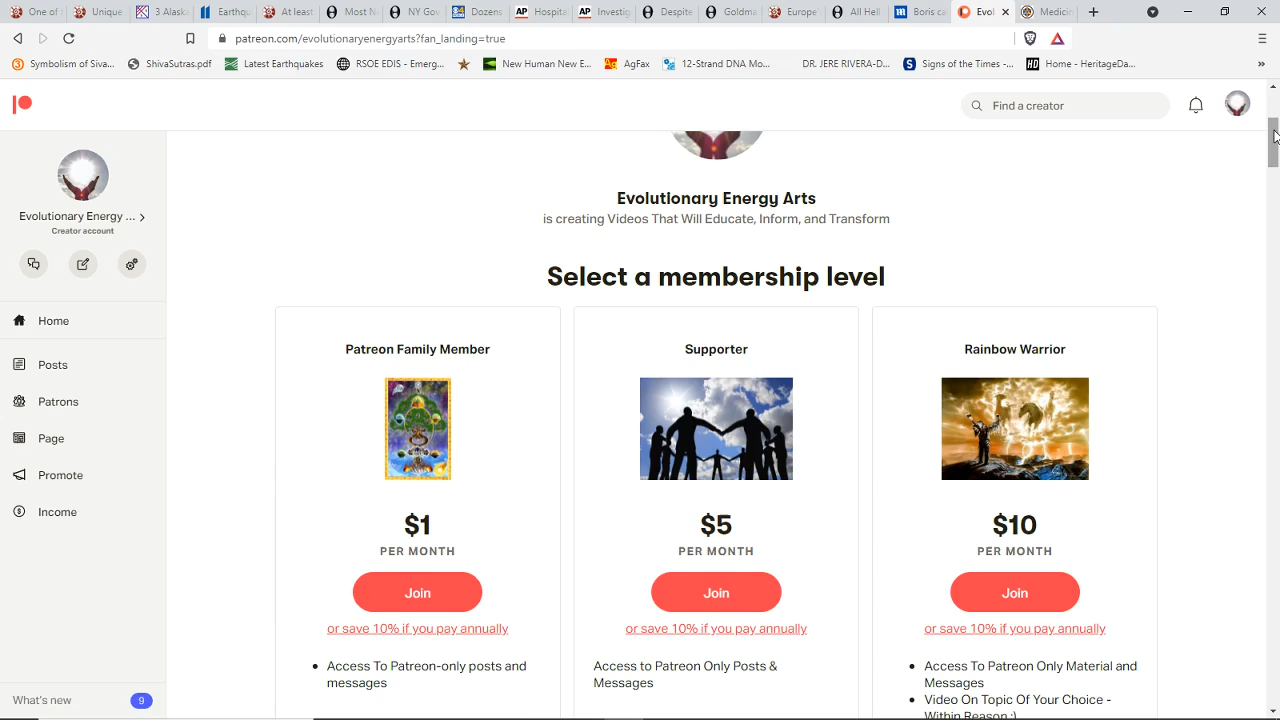 One of
Unique
3 Alask
Earthqu
At least
Most N
NY Gov
Dozens
Hospita
Investig
Despite
Goldma
Europe
All Hell
Boris ca
Evol
Medicin
patreon.com/evolutionaryenergyarts?fan_landing=true
Symbolism of Siva...
ShivaSutras.pdf
Latest Earthquakes
RSOE EDIS - Emerg...
New Human New E...
AgFax
12-Strand DNA Mo...
DR. JERE RIVERA-D...
Signs of the Times -...
Home - HeritageDa...
Find a creator
Evolutionary Energy ...
Creator account
Home
Posts
Patrons
Page
Promote
Income
What's new
9
Evolutionary Energy Arts
is creating Videos That Will Educate, Inform, and Transform
Select a membership level
Patreon Family Member
$1
PER MONTH
Join
or save 10% if you pay annually
Access To Patreon-only posts and
messages
Supporter
$5
PER MONTH
Join
or save 10% if you pay annually
Access to Patreon Only Posts &
Messages
Rainbow Warrior
$10
PER MONTH
Join
or save 10% if you pay annually
Access To Patreon Only Material and
Messages
Video On Topic Of Your Choice -
Within Reason :)